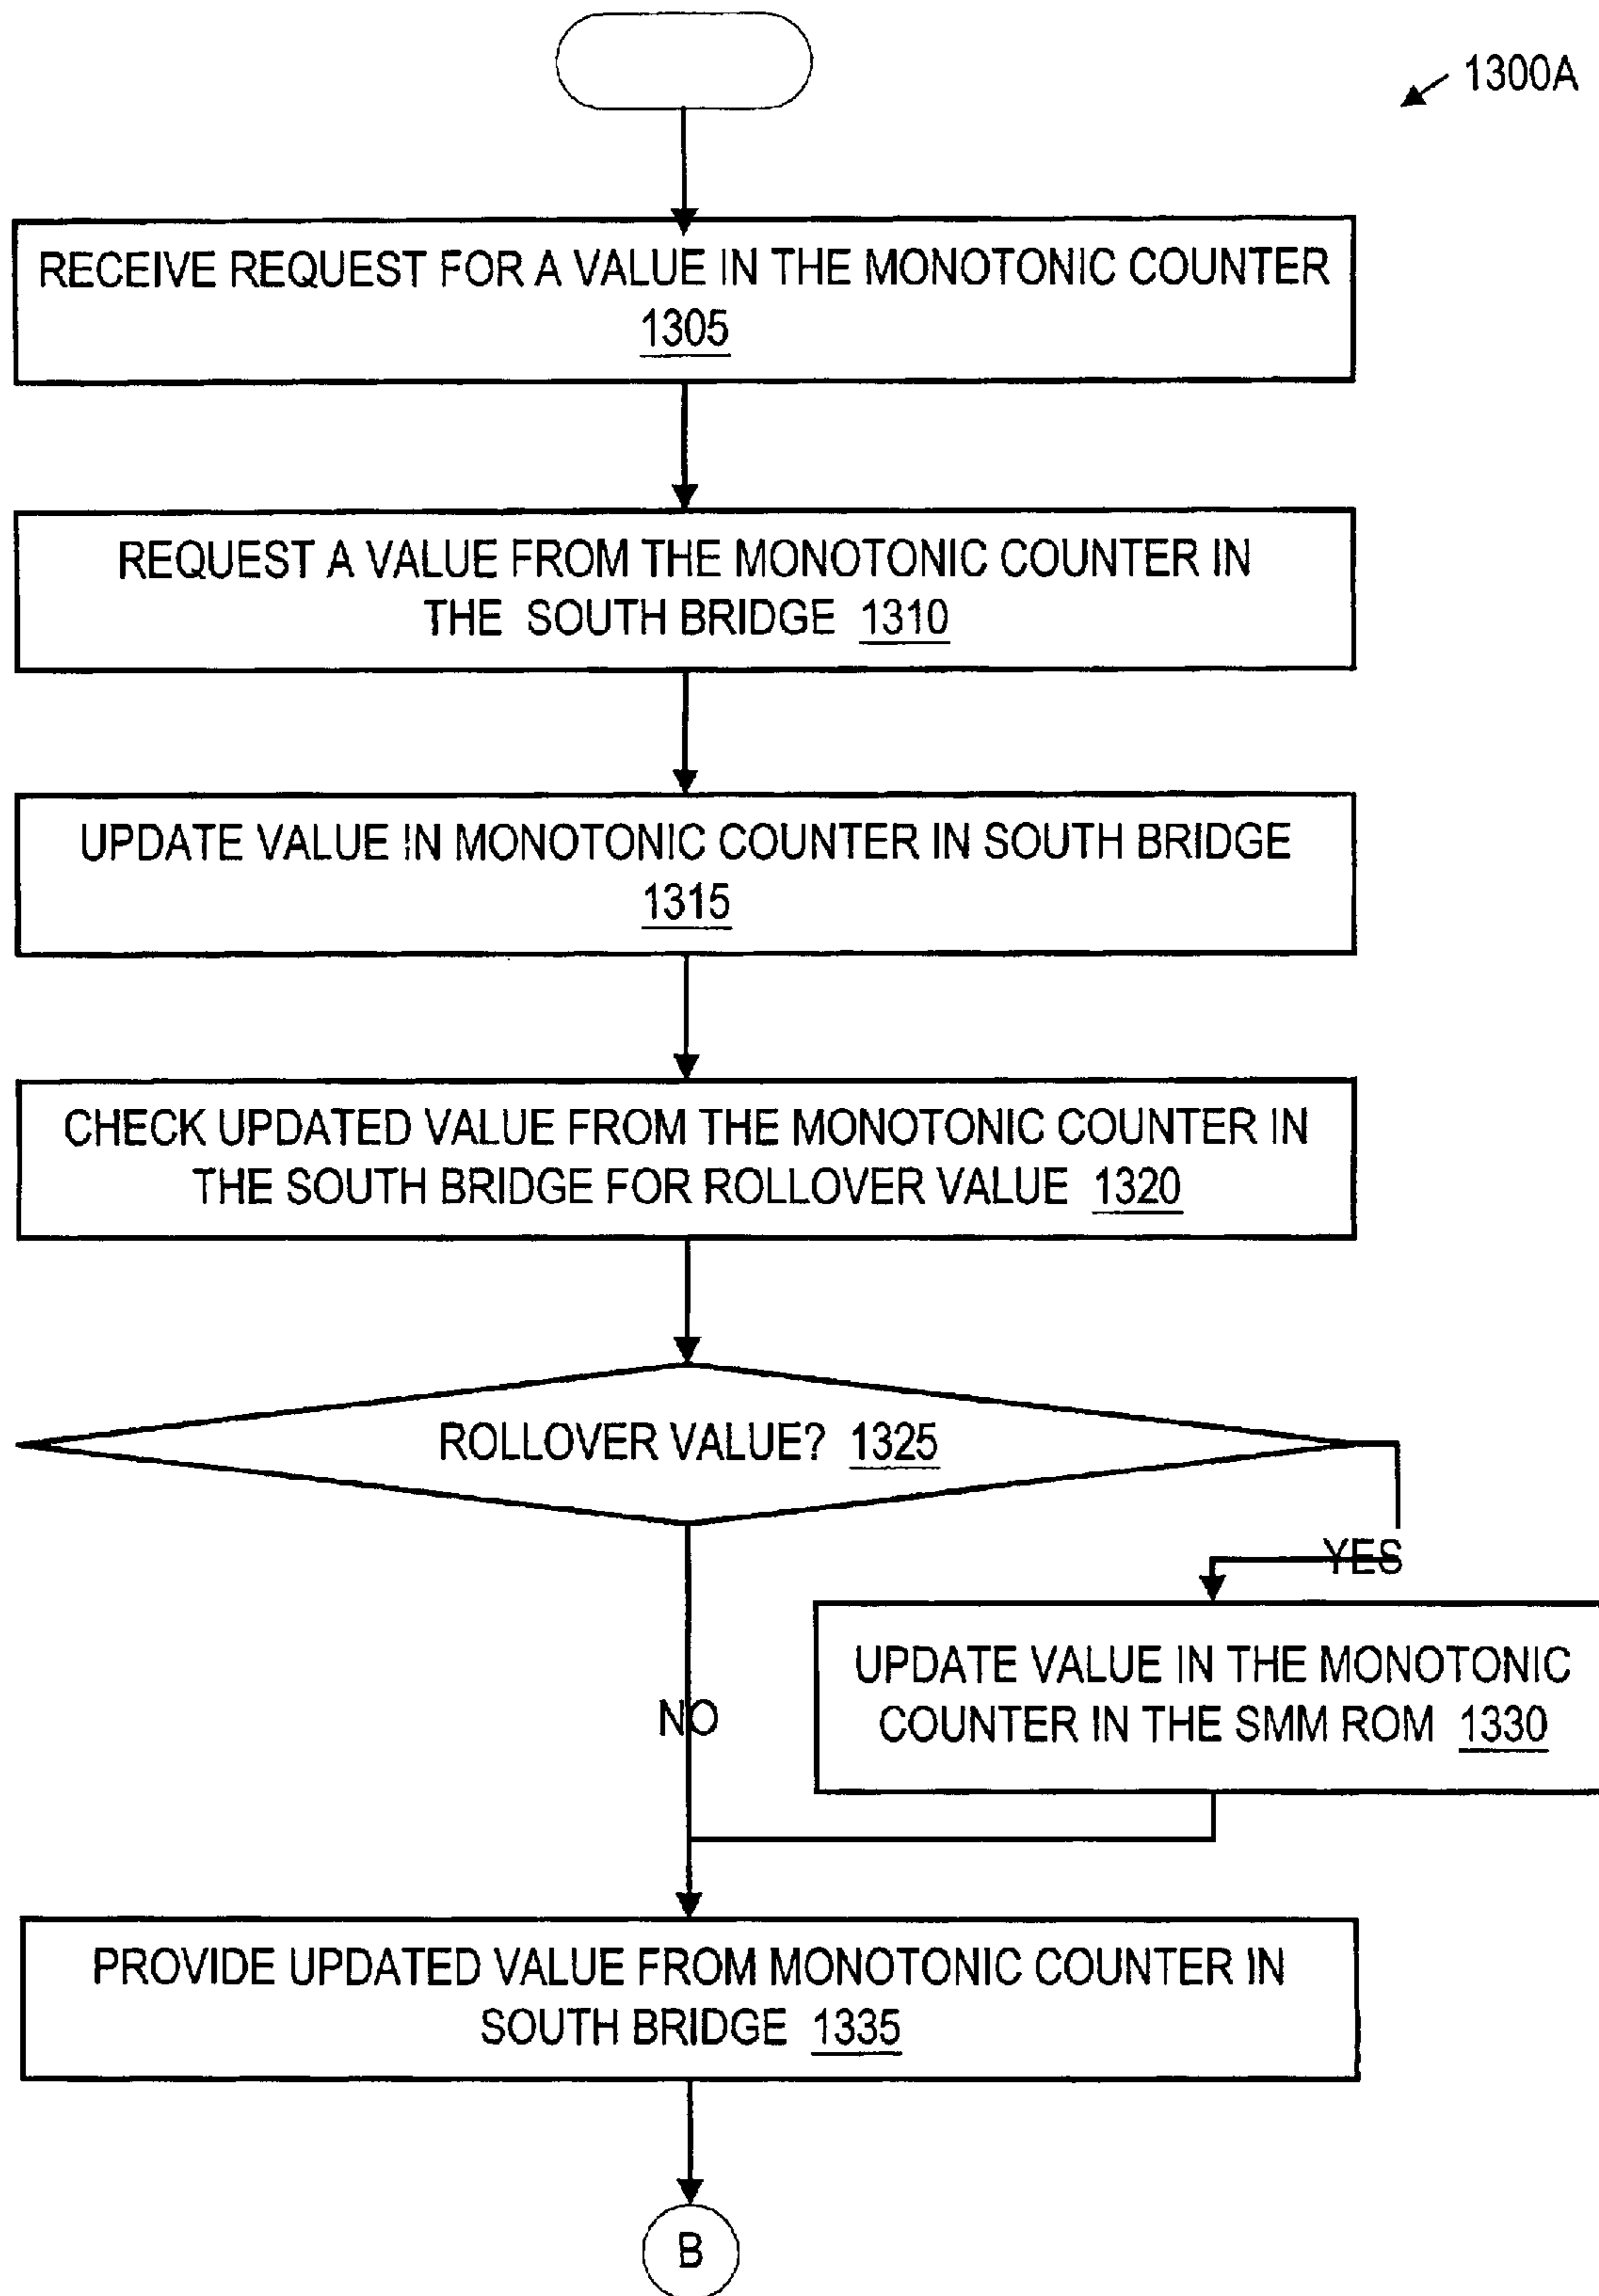 1300A
RECEIVE REQUEST FOR A VALUE IN THE MONOTONIC COUNTER
1305
REQUEST A VALUE FROM THE MONOTONIC COUNTER IN
THE SOUTH BRIDGE 1310
UPDATE VALUE IN MONOTONIC COUNTER IN SOUTH BRIDGE
1315
CHECK UPDATED VALUE FROM THE MONOTONIC COUNTER IN
THE SOUTH BRIDGE FOR ROLLOVER VALUE 1320
ROLLOVER VALUE? 1325
YES
UPDATE VALUE IN THE MONOTONIC
COUNTER IN THE SMM ROM 1330
NO
PROVIDE UPDATED VALUE FROM MONOTONIC COUNTER IN
SOUTH BRIDGE 1335
B